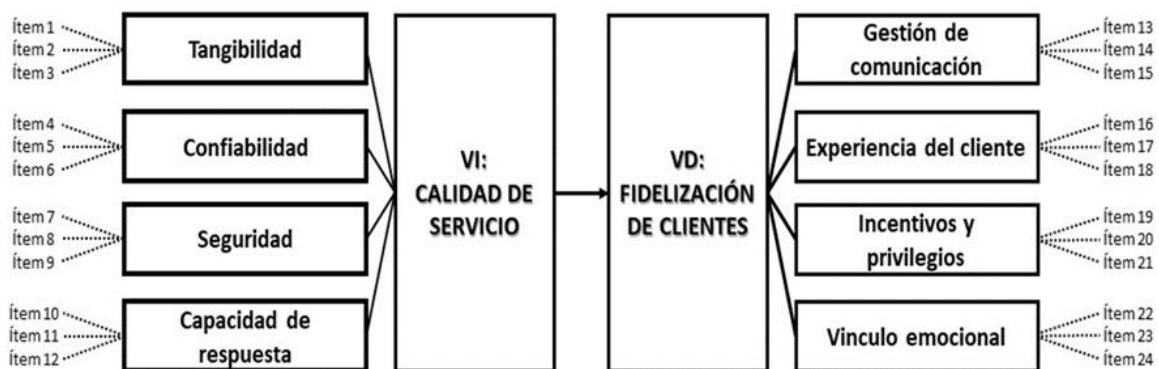 Ítem 1
Ítem 2
Ítem 3
Tangibilidad
Ítem 4
Ítem 5
Ítem 6
Confiabilidad
Ítem 7
Ítem 8
Ítem 9
Seguridad
Ítem 10
Ítem 11
Ítem 12
Capacidad de
respuesta
VI:
CALIDAD DE
SERVICIO
VD:
FIDELIZACIÓN
DE CLIENTES
Gestión de
comunicación
Ítem 13
Ítem 14
Ítem 15
Experiencia del cliente
Ítem 16
Ítem 17
Ítem 18
Incentivos y
privilegios
Ítem 19
Ítem 20
Ítem 21
Vinculo emocional
Ítem 22
Ítem 23
Ítem 24